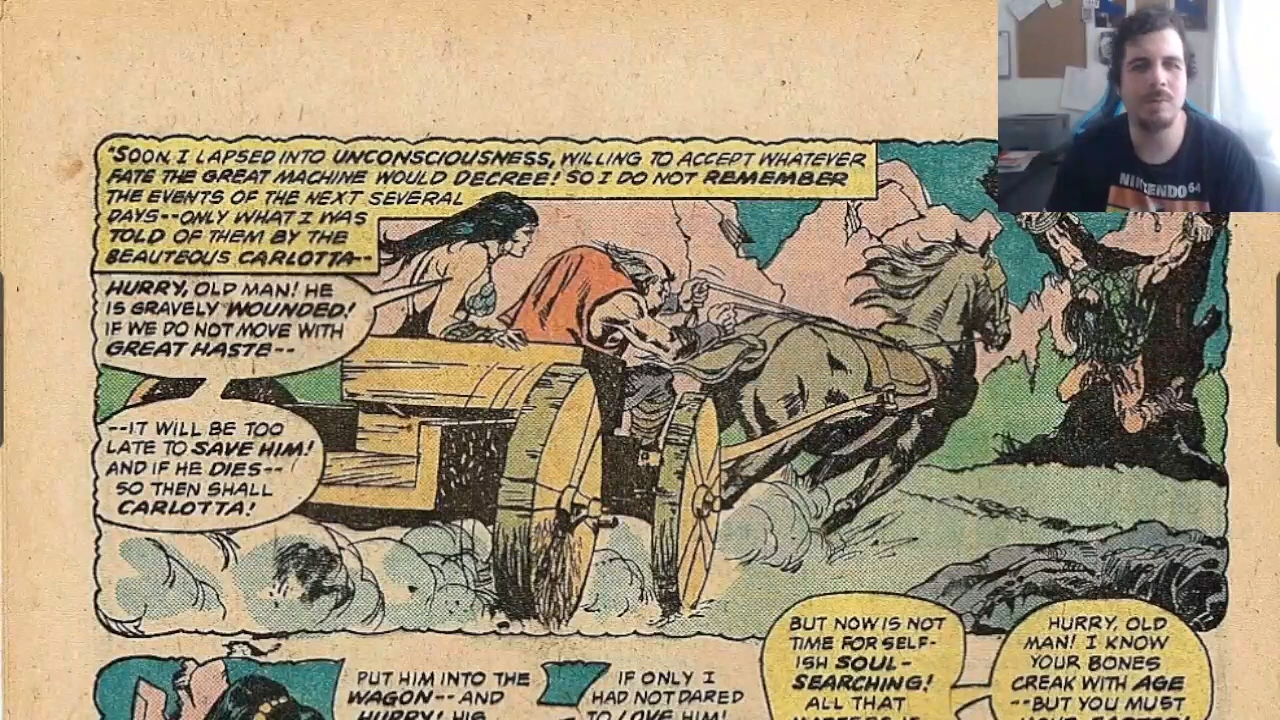 "SOON, I LAPSED INTO UNCONSCIOUSNESS, WILLING TO ACCEPT WHATEVER
FATE THE GREAT MACHINE WOULD DECREE! SO I DO NOT REMEMBER
THE EVENTS OF THE NEXT SEVERAL
DAYS--ONLY WHAT I WAS
TOLD OF THEM BY THE
BEAUTEOUS CARLOTTA--
HURRY, OLD MAN! HE
IS GRAVELY WOUNDED!
IF WE DO NOT MOVE WITH
GREAT HASTE--
--IT WILL BE TOO
LATE TO SAVE HIM!
AND IF HE DIES--
SO THEN SHALL
CARLOTTA!
NINTENDO 64
PUT HIM INTO THE
WAGON-- AND
HURRY! HIS
IF ONLY I
HAD NOT DARED
TO LOVE HIM!
BUT NOW IS NOT
TIME FOR SELF-
ISH SOUL-
SEARCHING!
ALL THAT
HURRY, OLD
MAN! I KNOW
YOUR BONES
CREAK WITH AGE
--BUT YOU MUST